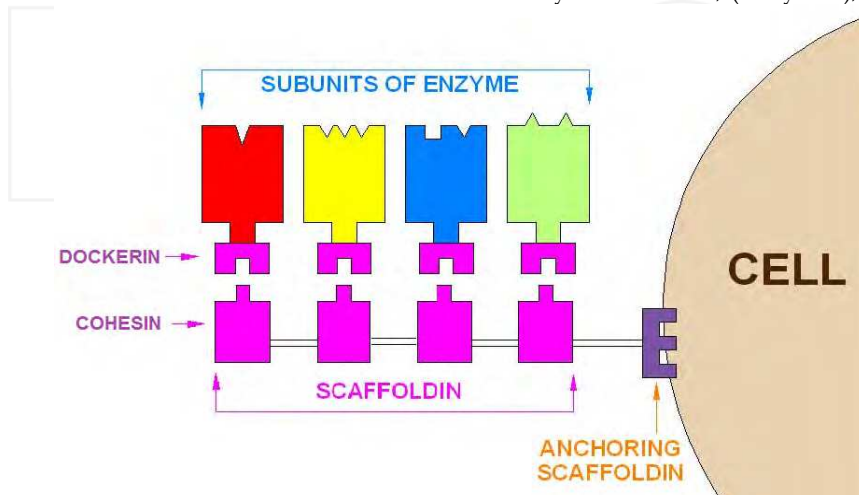 SUBUNITS OF ENZYME
DOCKERIN
COHESIN
CELL
SCAFFOLDIN
ANCHORING
SCAFFOLDIN